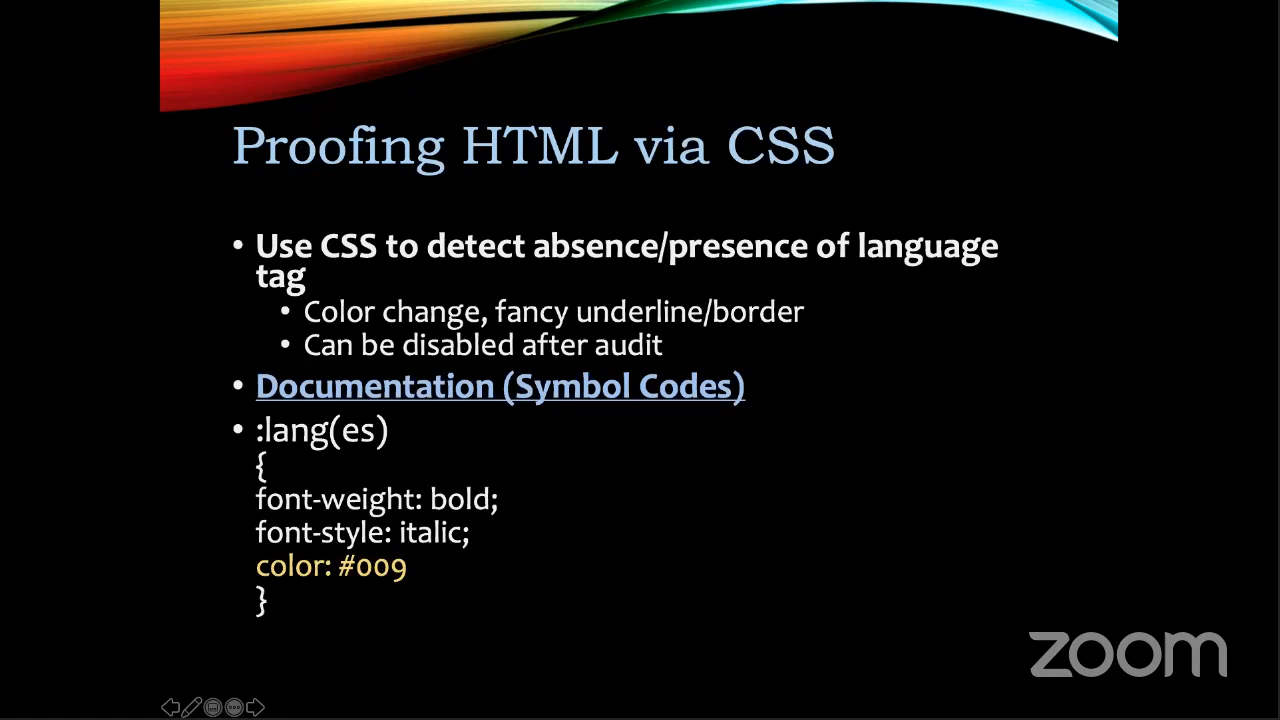 Proofing HTML via CSS
• Use CSS to detect absence/presence of language
tag
• Color change, fancy underline/border
• Can be disabled after audit
• Documentation (Symbol Codes)
• :lang(es)
{
font-weight: bold;
font-style: italic;
color: #009
}
zoom